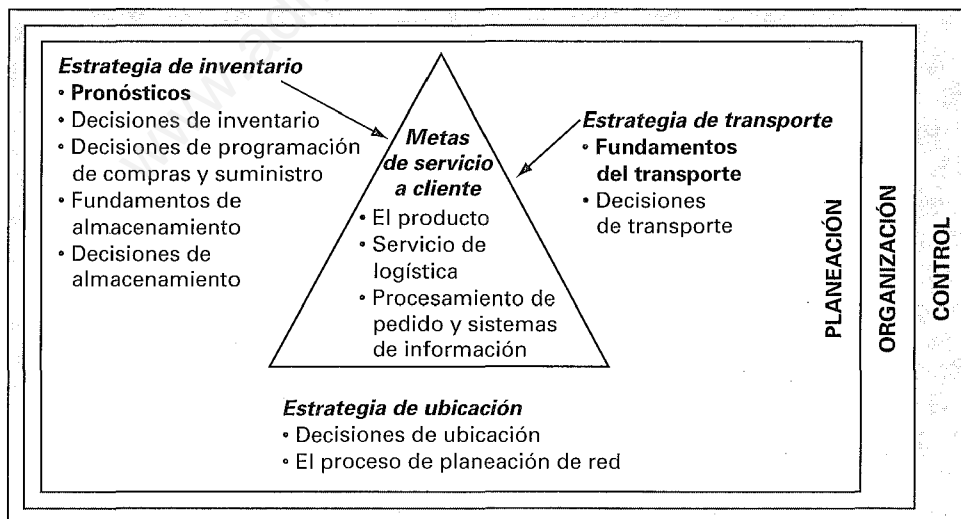 Estrategia de inventario
• Pronósticos
• Decisiones de inventario
• Decisiones de programación
de compras y suministro
• Fundamentos de
almacenamiento
• Decisiones de
almacenamiento
Metas
de servicio
a cliente
• El producto
• Servicio de
logística
• Procesamiento de
pedido y sistemas
de información
Estrategia de transporte
• Fundamentos
del transporte
• Decisiones
de transporte
Estrategia de ubicación
• Decisiones de ubicación
• El proceso de planeación de red
PLANEACIÓN
ORGANIZACIÓN
CONTROL